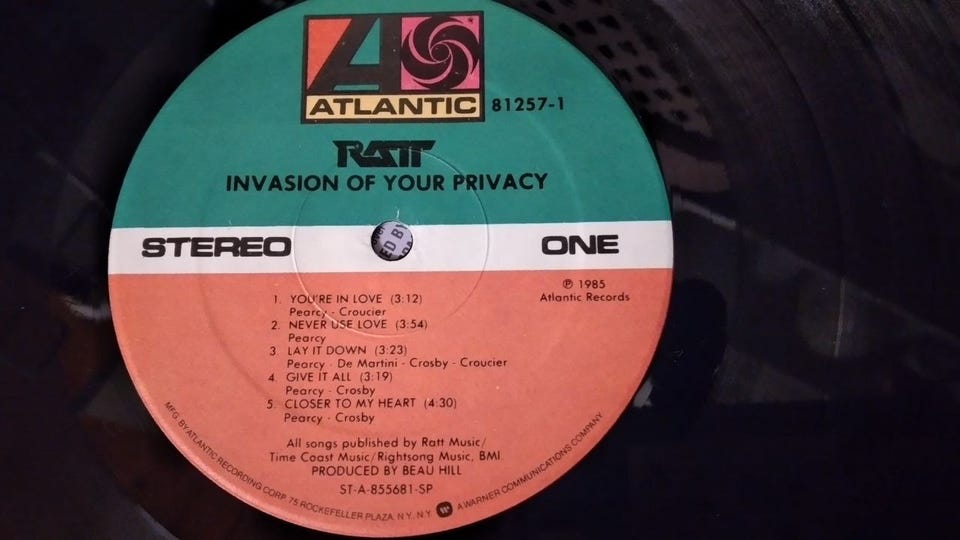 ATLANTIC 81257-1
RATT
INVASION OF YOUR PRIVACY
STEREO ONE
ED BY
℗ 1985
Atlantic Records
1. YOU'RE IN LOVE (3:12)
Pearcy - Croucier
2. NEVER USE LOVE (3:54)
Pearcy
3. LAY IT DOWN (3:23)
Pearcy - De Martini - Crosby - Croucier
4. GIVE IT ALL (3:19)
Pearcy - Crosby
5. CLOSER TO MY HEART (4:30)
Pearcy - Crosby
All songs published by Ratt Music/
Time Coast Music/Rightsong Music, BMI.
PRODUCED BY BEAU HILL
ST-A-855681-SP
MFG. BY ATLANTIC RECORDING CORP. 75 ROCKEFELLER PLAZA, N.Y., N.Y. A WARNER COMMUNICATIONS COMPANY